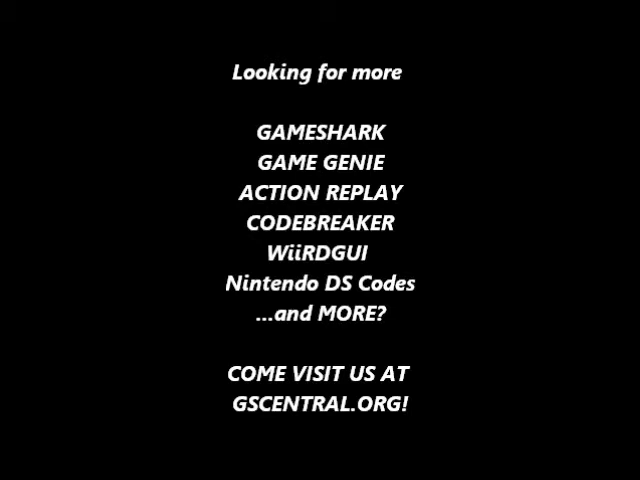 Looking for more
GAMESHARK
GAME GENIE
ACTION REPLAY
CODEBREAKER
WiiRDGUI
Nintendo DS Codes
...and MORE?
COME VISIT US AT
GSCENTRAL.ORG!